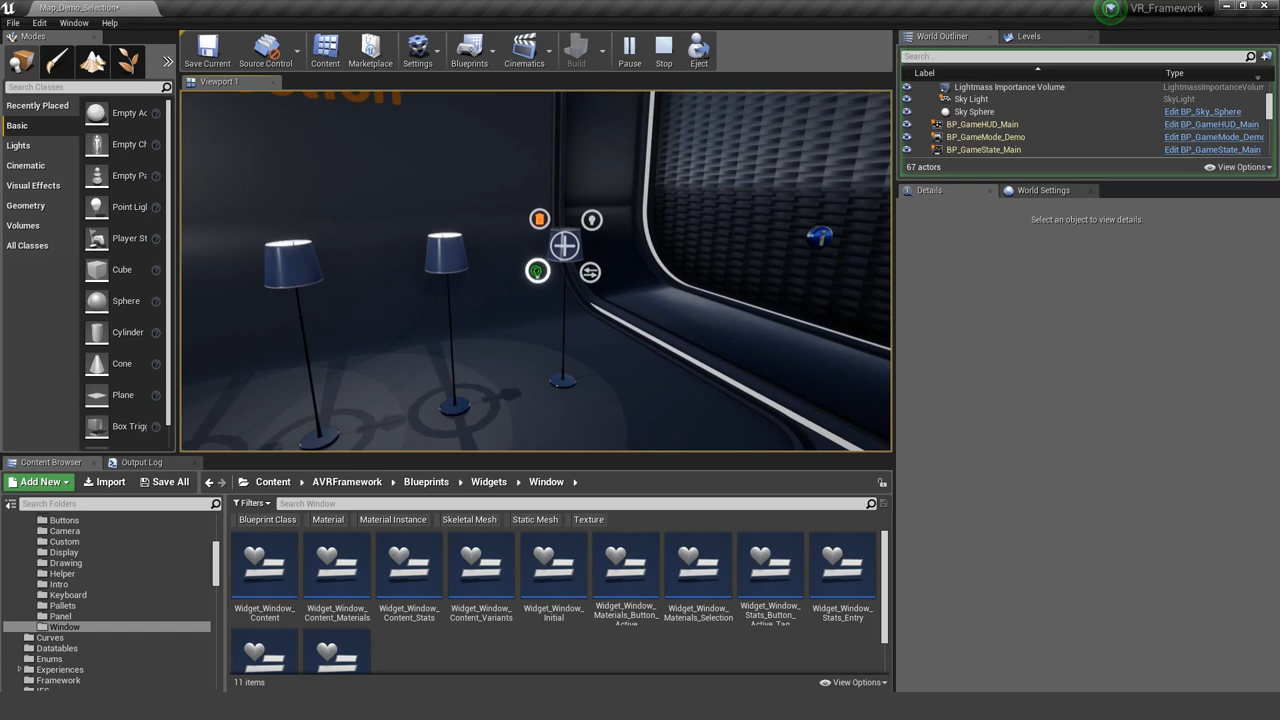 Map_Demo_Selection*
VR_Framework
File Edit Window Help
Modes
Search Classes
Recently Placed
Basic
Lights
Cinematic
Visual Effects
Geometry
Volumes
All Classes
Empty Ac
Empty Ch
Empty Pa
Point Ligl
Player St
Cube
Sphere
Cylinder
Cone
Plane
Box Trigg
Save Current Source Control Content Marketplace Settings Blueprints Cinematics Build Pause Stop Eject
Viewport 1
World Outliner Levels
Search...
Label Type
Lightmass Importance Volume LightmassImportanceVolum
Sky Light SkyLight
Sky Sphere Edit BP_Sky_Sphere
BP_GameHUD_Main Edit BP_GameHUD_Main
BP_GameMode_Demo Edit BP_GameMode_Demo
BP_GameState_Main Edit BP_GameState_Main
67 actors View Options
Details World Settings
Select an object to view details.
Content Browser Output Log
Add New Import Save All Content AVRFramework Blueprints Widgets Window
Search Folders
Buttons
Camera
Custom
Display
Drawing
Helper
Intro
Keyboard
Pallets
Panel
Window
Curves
Datatables
Enums
Experiences
Framework
Filters Search Window
Blueprint Class Material Material Instance Skeletal Mesh Static Mesh Texture
Widget_Window_
Content
Widget_Window_
Content_Materials
Widget_Window_
Content_Stats
Widget_Window_
Content_Variants
Widget_Window_
Initial
Widget_Window_
Materials_Button_
Active
Widget_Window_
Materials_Selection
Widget_Window_
Stats_Button_
Active_Tag
Widget_Window_
Stats_Entry
11 items View Options